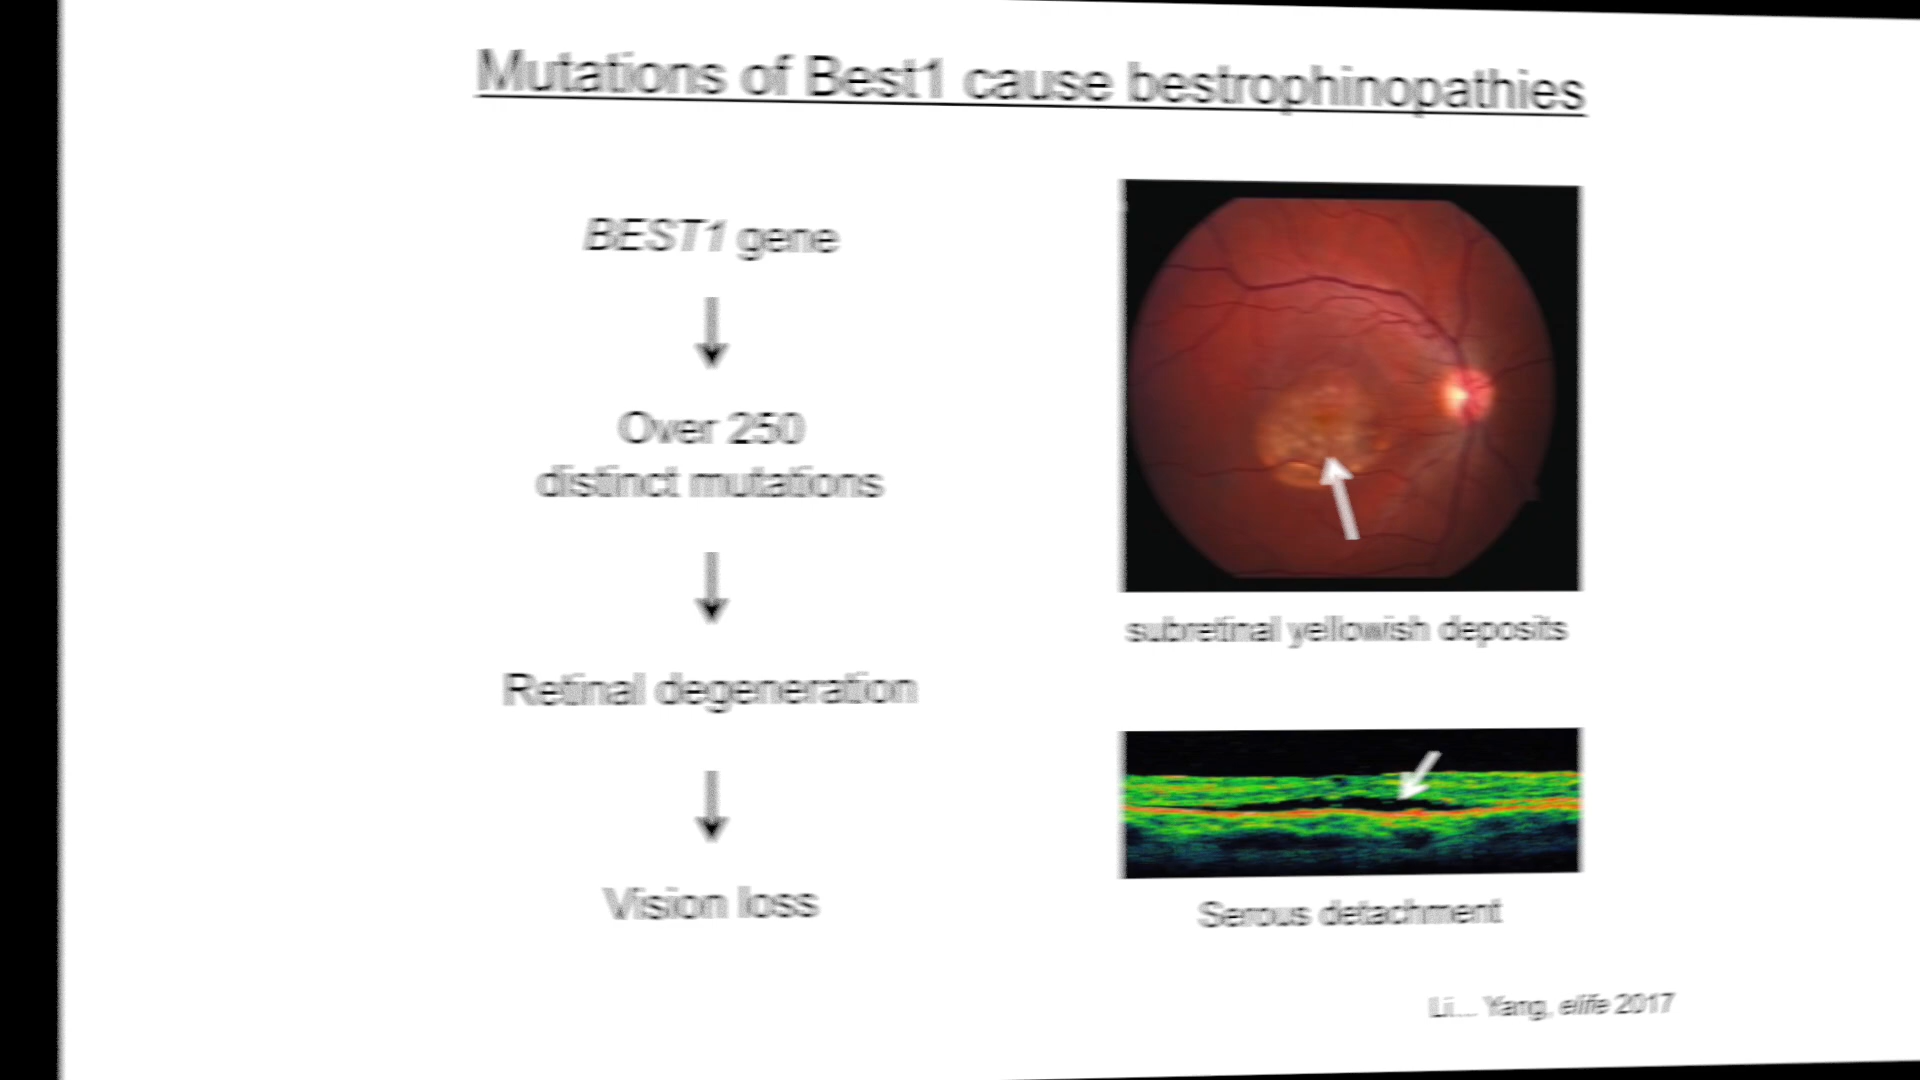 Mutations of Best1 cause bestrophinopathies
BEST1 gene
Over 250
distinct mutations
Retinal degeneration
Vision loss
subretinal yellowish deposits
Serous detachment
Li... Yang, elife 2017